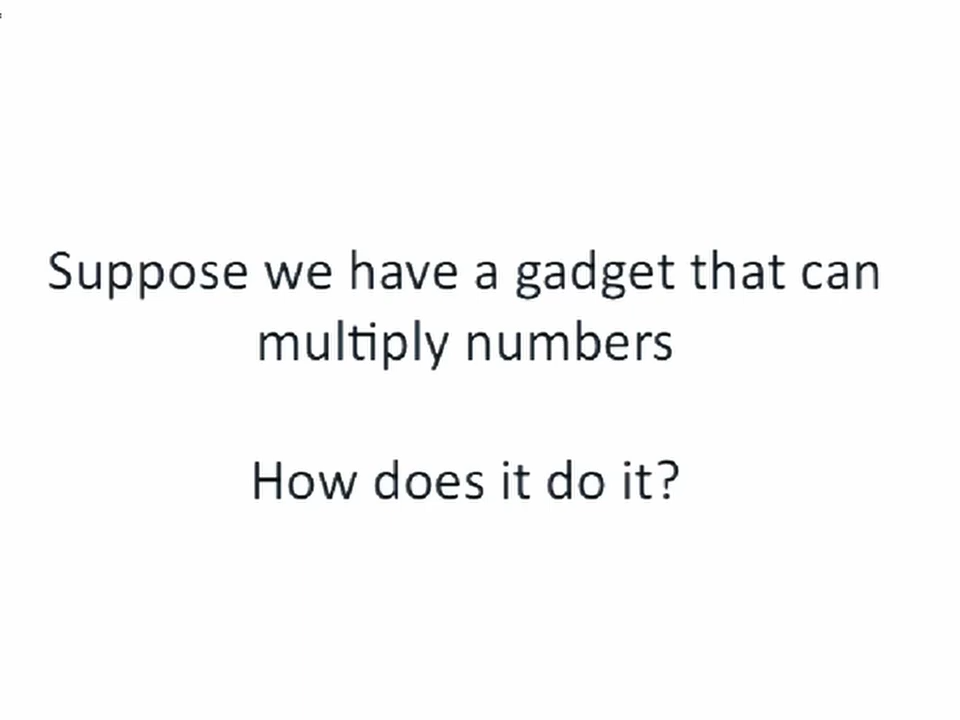 Suppose we have a gadget that can
multiply numbers
How does it do it?